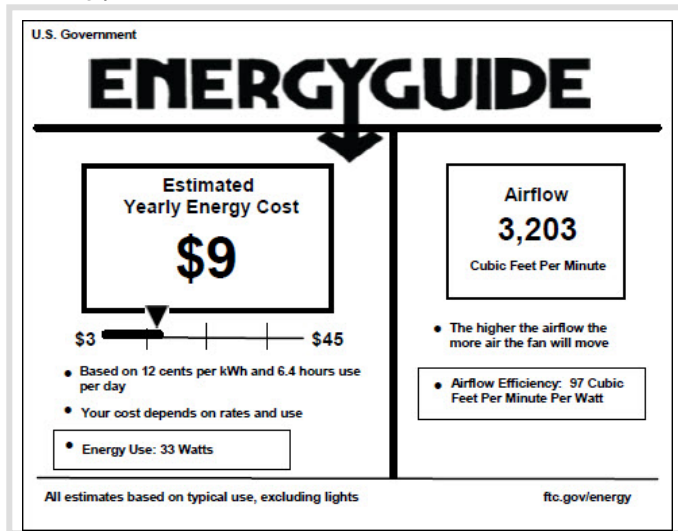 U.S. Government
ENERGYGUIDE
Estimated
Yearly Energy Cost
$9
$3
$45
• Based on 12 cents per kWh and 6.4 hours use
per day
• Your cost depends on rates and use
• Energy Use: 33 Watts
Airflow
3,203
Cubic Feet Per Minute
• The higher the airflow the
more air the fan will move
• Airflow Efficiency: 97 Cubic
Feet Per Minute Per Watt
All estimates based on typical use, excluding lights
ftc.gov/energy